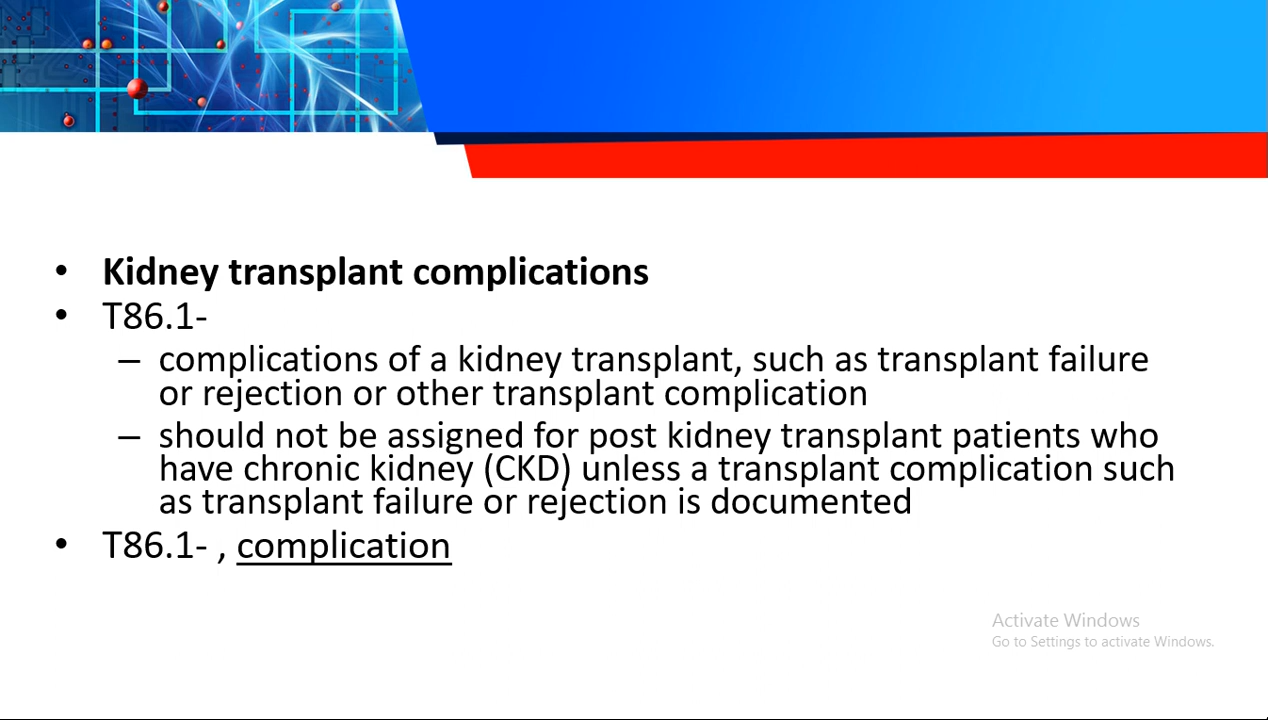 • Kidney transplant complications
• T86.1-
– complications of a kidney transplant, such as transplant failure
or rejection or other transplant complication
– should not be assigned for post kidney transplant patients who
have chronic kidney (CKD) unless a transplant complication such
as transplant failure or rejection is documented
• T86.1- , complication
Activate Windows
Go to Settings to activate Windows.